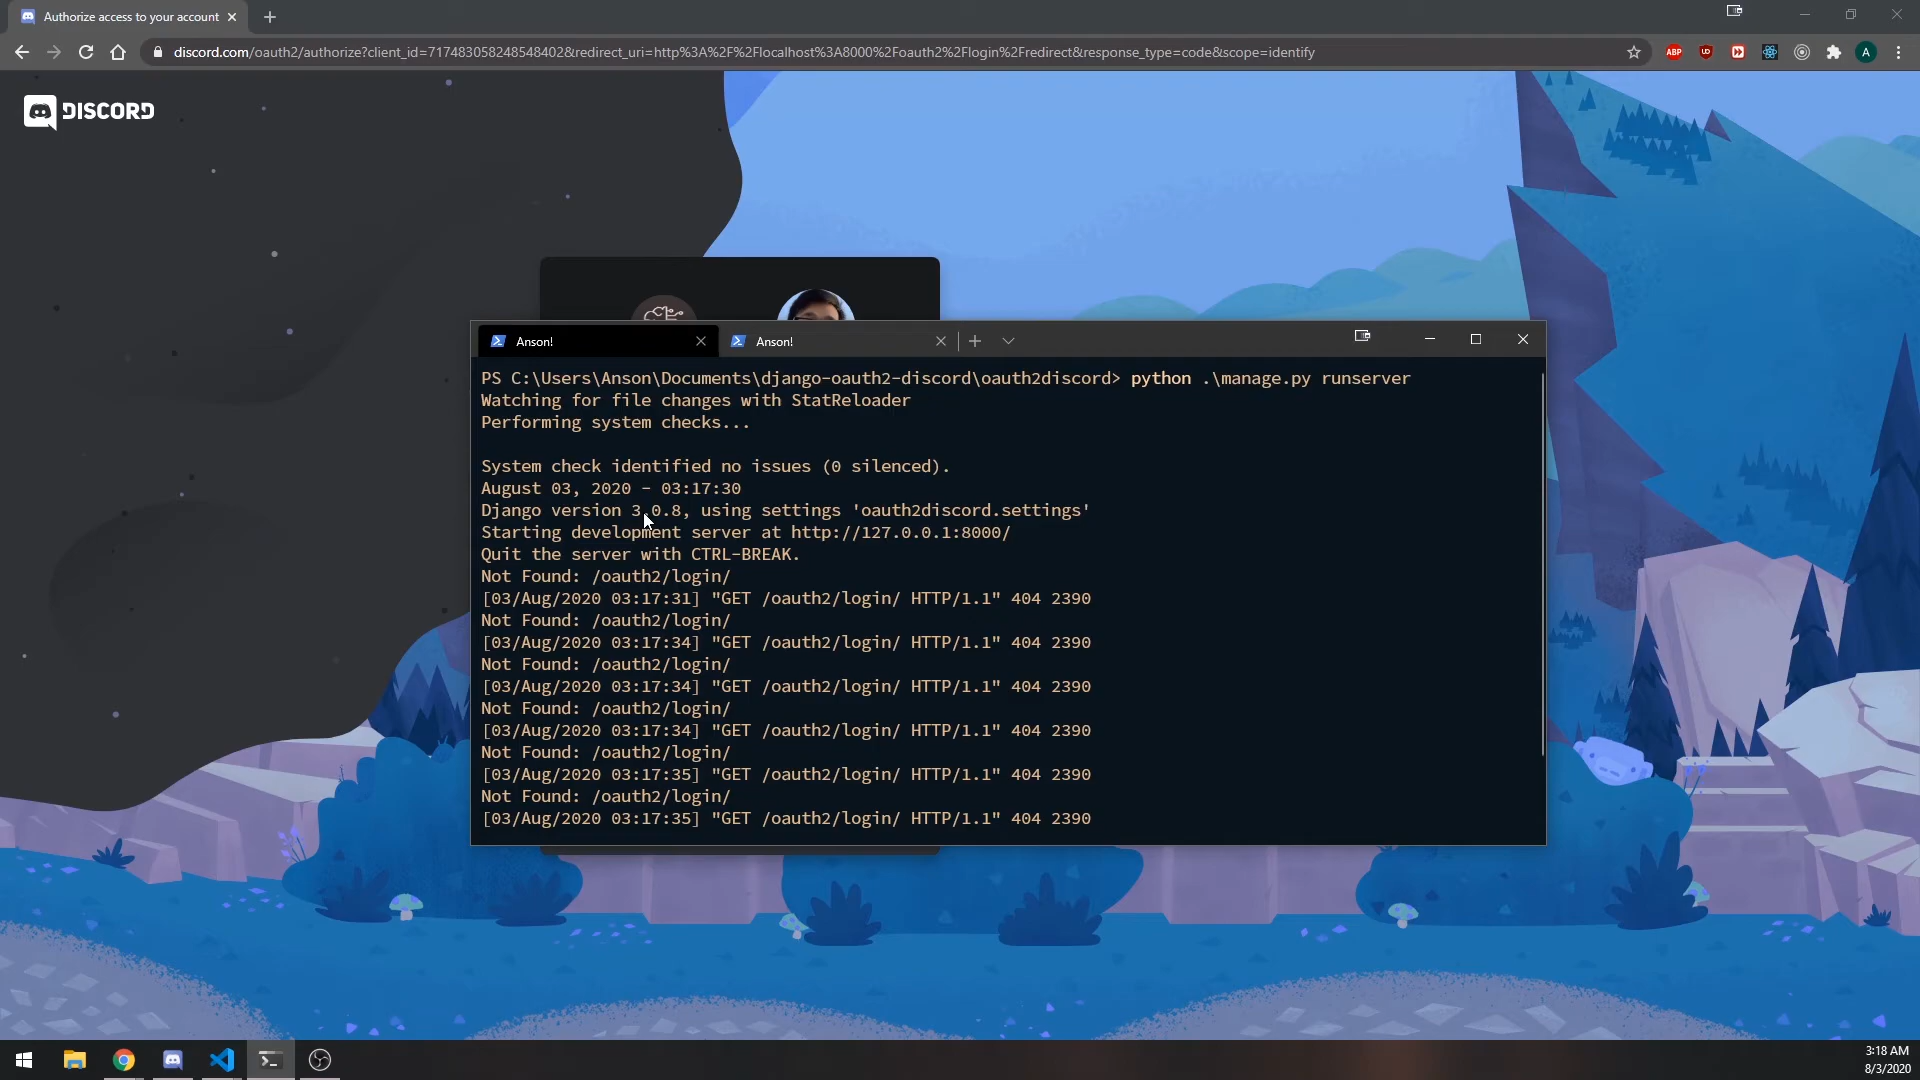 Authorize access to your account
discord.com/oauth2/authorize?client_id=717483058248548402&redirect_uri=http%3A%2F%2Flocalhost%3A8000%2Foauth2%2Flogin%2Fredirect&response_type=code&scope=identify
ABP
A
DISCORD
Anson!
Anson!
PS C:\Users\Anson\Documents\django-oauth2-discord\oauth2discord> python .\manage.py runserver
Watching for file changes with StatReloader
Performing system checks...
System check identified no issues (0 silenced).
August 03, 2020 - 03:17:30
Django version 3.0.8, using settings 'oauth2discord.settings'
Starting development server at http://127.0.0.1:8000/
Quit the server with CTRL-BREAK.
Not Found: /oauth2/login/
[03/Aug/2020 03:17:31] "GET /oauth2/login/ HTTP/1.1" 404 2390
Not Found: /oauth2/login/
[03/Aug/2020 03:17:34] "GET /oauth2/login/ HTTP/1.1" 404 2390
Not Found: /oauth2/login/
[03/Aug/2020 03:17:34] "GET /oauth2/login/ HTTP/1.1" 404 2390
Not Found: /oauth2/login/
[03/Aug/2020 03:17:34] "GET /oauth2/login/ HTTP/1.1" 404 2390
Not Found: /oauth2/login/
[03/Aug/2020 03:17:35] "GET /oauth2/login/ HTTP/1.1" 404 2390
Not Found: /oauth2/login/
[03/Aug/2020 03:17:35] "GET /oauth2/login/ HTTP/1.1" 404 2390
3:18 AM
8/3/2020